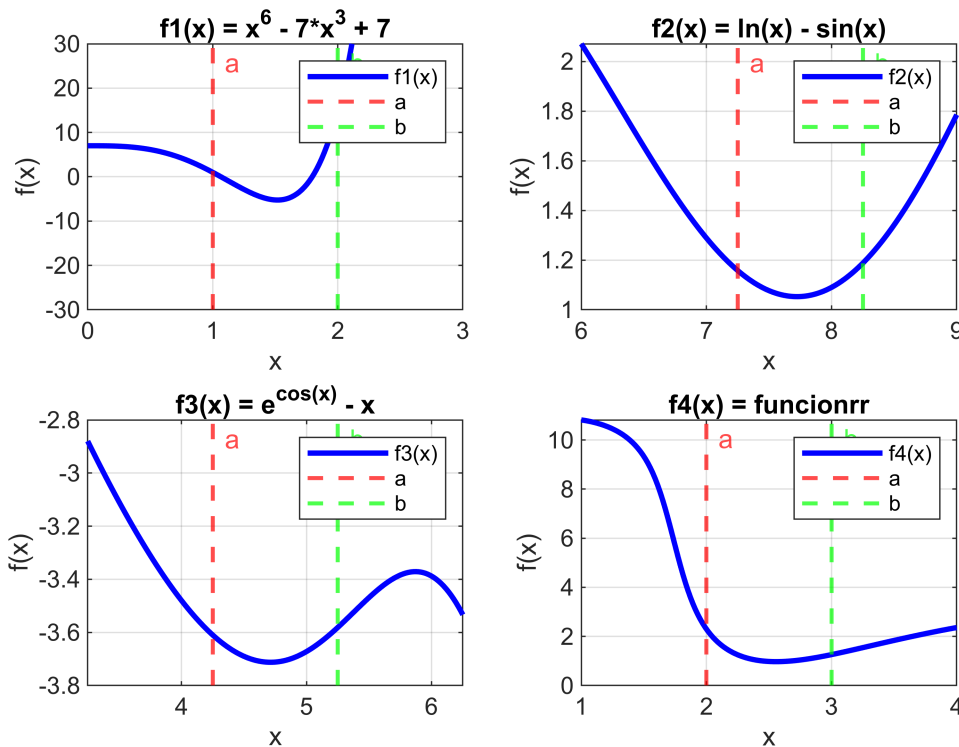 f1(x) = x^6 - 7*x^3 + 7
30
20
10
0
-10
-20
-30
f(x)
a
b
f1(x)
a
b
0
1
2
3
x
f2(x) = ln(x) - sin(x)
2
1.8
1.6
1.4
1.2
1
f(x)
a
b
f2(x)
a
b
6
7
8
9
x
f3(x) = e^cos(x) - x
-2.8
-3
-3.2
-3.4
-3.6
-3.8
f(x)
a
b
f3(x)
a
b
4
5
6
x
f4(x) = funcionrr
10
8
6
4
2
0
f(x)
a
b
f4(x)
a
b
1
2
3
4
x